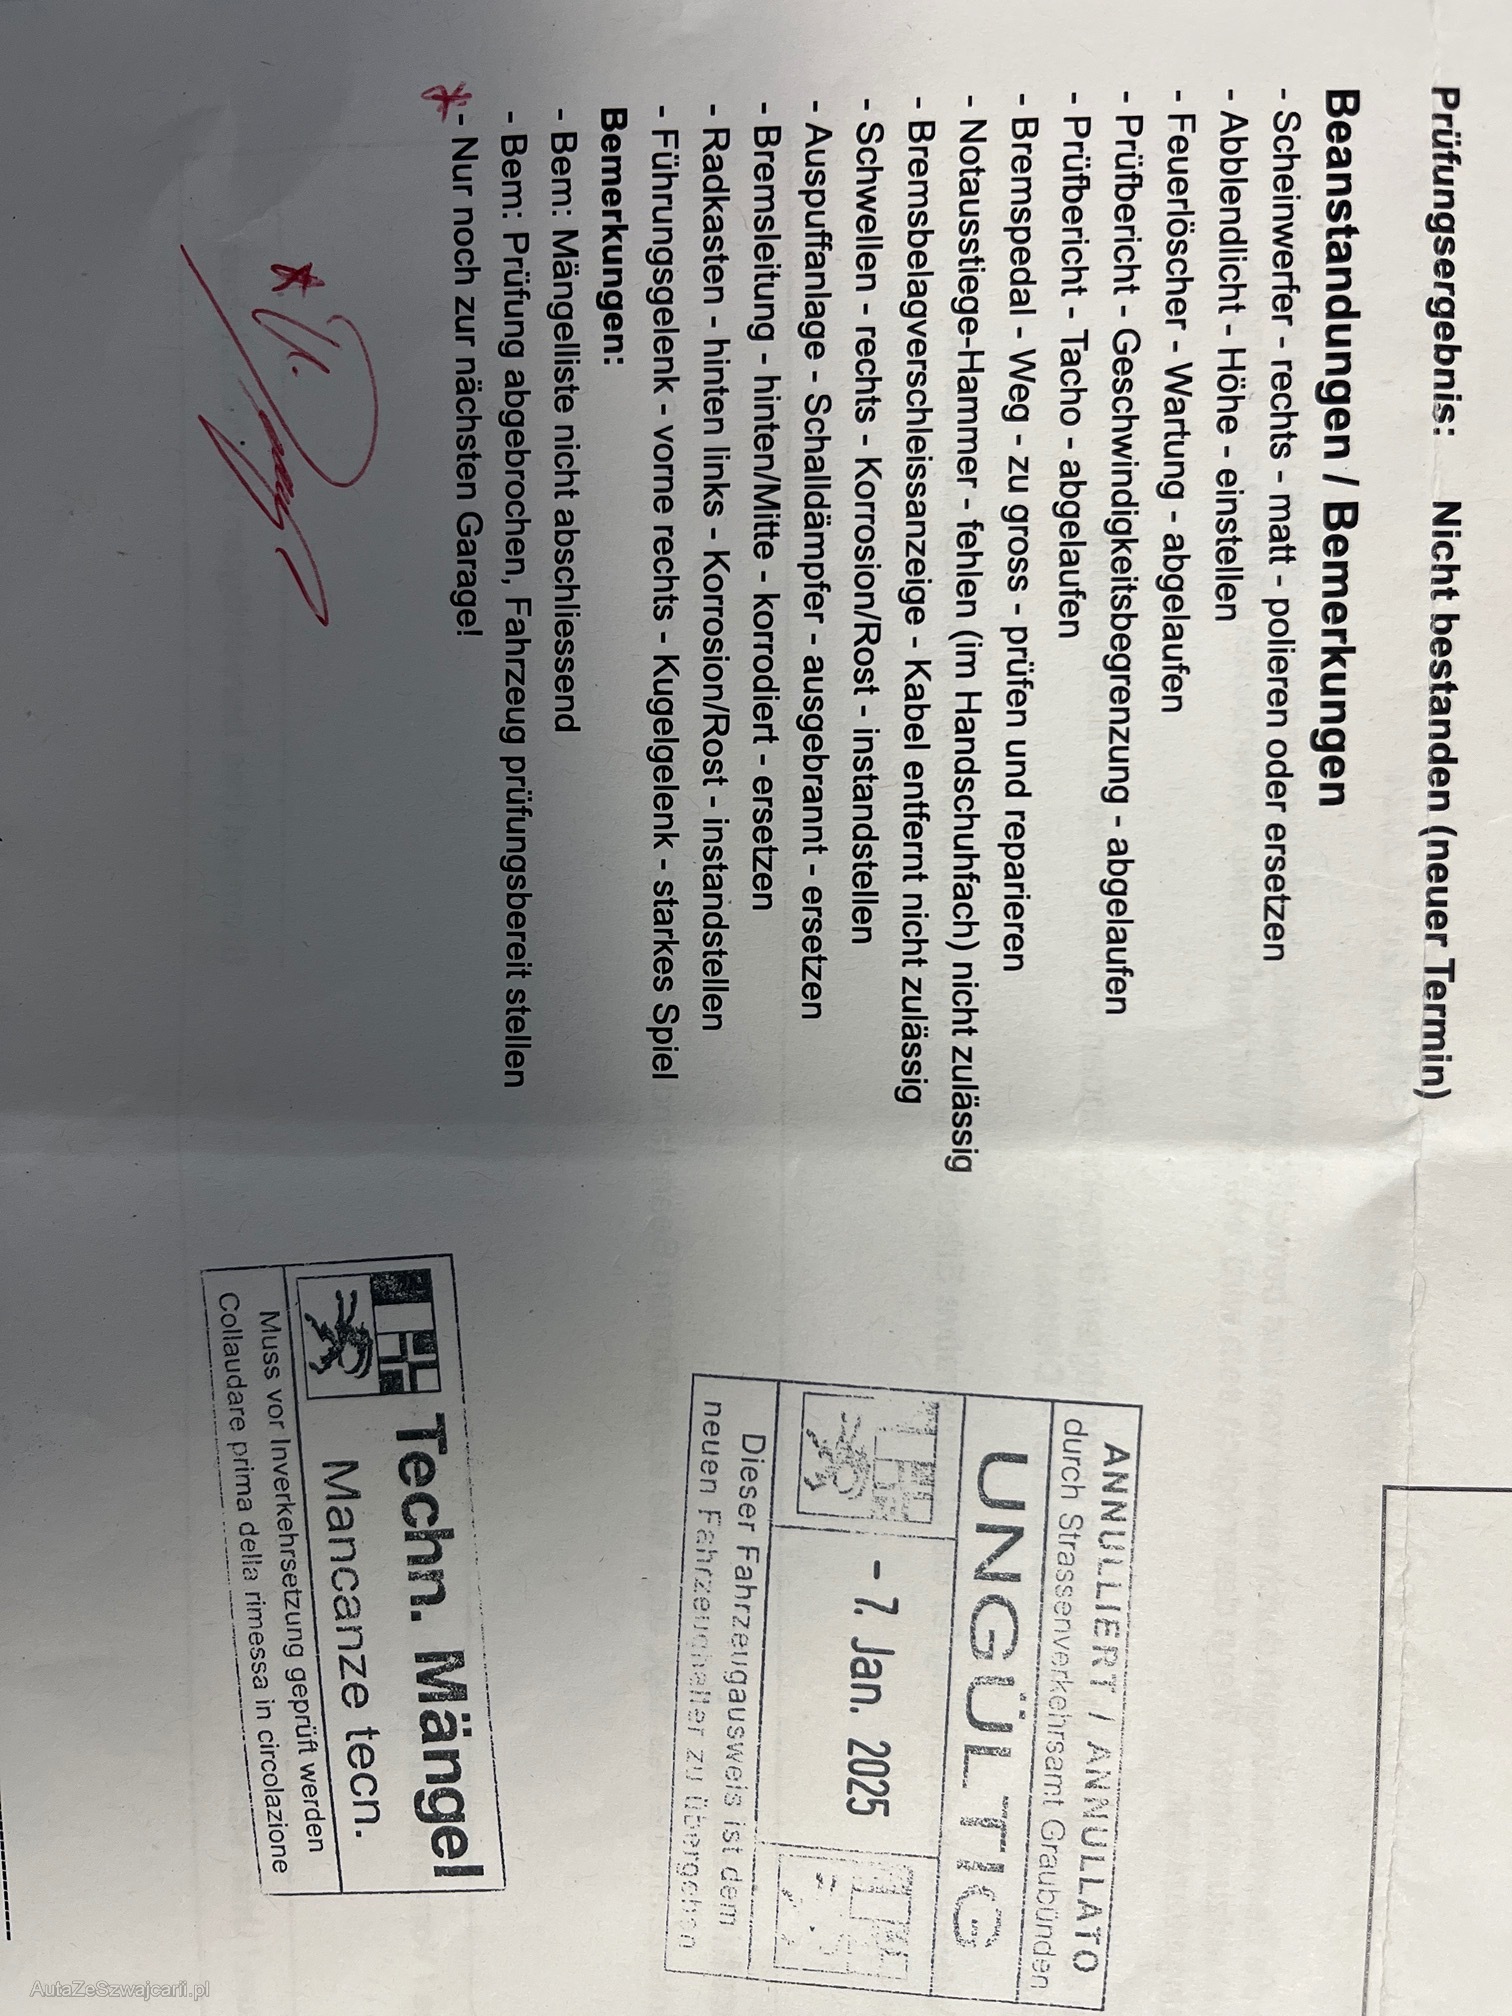 Prüfungsergebnis: Nicht bestanden (neuer Termin)
Beanstandungen / Bemerkungen
- Scheinwerfer - rechts - matt - polieren oder ersetzen
- Abblendlicht - Höhe - einstellen
- Feuerlöscher - Wartung - abgelaufen
- Prüfbericht - Geschwindigkeitsbegrenzung - abgelaufen
- Prüfbericht - Tacho - abgelaufen
- Bremspedal - Weg - zu gross - prüfen und reparieren
- Notausstiege-Hammer - fehlen (im Handschuhfach) nicht zulässig
- Bremsbelagverschleissanzeige - Kabel entfernt nicht zulässig
- Schwellen - rechts - Korrosion/Rost - instandstellen
- Auspuffanlage - Schalldämpfer - ausgebrannt - ersetzen
- Bremsleitung - hinten/Mitte - korrodiert - ersetzen
- Radkasten - hinten links - Korrosion/Rost - instandstellen
- Führungsgelenk - vorne rechts - Kugelgelenk - starkes Spiel
Bemerkungen:
- Bem: Mängelliste nicht abschliessend
- Bem: Prüfung abgebrochen, Fahrzeug prüfungsbereit stellen
* - Nur noch zur nächsten Garage!
*
ANNULLIERT / ANNULLATO
durch Strassenverkehrsamt Graubünden
UNGÜLTIG
- 7. Jan. 2025
Dieser Fahrzeugausweis ist dem
neuen Fahrzeughalter zu übergeben
Techn. Mängel
Mancanze tecn.
Muss vor Inverkehrsetzung geprüft werden
Collaudare prima della rimessa in circolazione
AutaZeSzwajcarii.pl